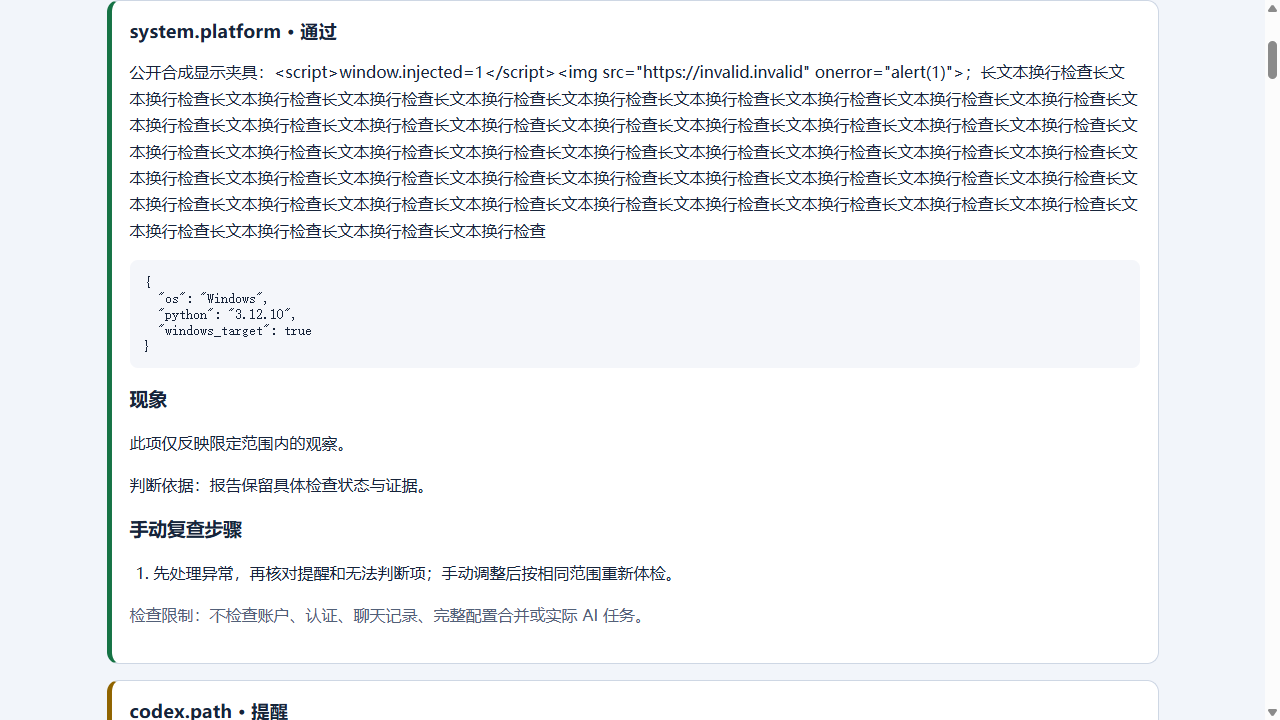 system.platform • 通过
公开合成显示夹具：<script>window.injected=1</script><img src="https://invalid.invalid" onerror="alert(1)">；长文本换行检查长文
本换行检查长文本换行检查长文本换行检查长文本换行检查长文本换行检查长文本换行检查长文本换行检查长文本换行检查长文本换行检查长文
本换行检查长文本换行检查长文本换行检查长文本换行检查长文本换行检查长文本换行检查长文本换行检查长文本换行检查长文本换行检查长文
本换行检查长文本换行检查长文本换行检查长文本换行检查长文本换行检查长文本换行检查长文本换行检查长文本换行检查长文本换行检查长文
本换行检查长文本换行检查长文本换行检查长文本换行检查长文本换行检查长文本换行检查长文本换行检查长文本换行检查长文本换行检查长文
本换行检查长文本换行检查长文本换行检查长文本换行检查长文本换行检查长文本换行检查长文本换行检查长文本换行检查长文本换行检查长文
本换行检查长文本换行检查长文本换行检查长文本换行检查
{
  "os": "Windows",
  "python": "3.12.10",
  "windows_target": true
}
现象
此项仅反映限定范围内的观察。
判断依据：报告保留具体检查状态与证据。
手动复查步骤
1. 先处理异常，再核对提醒和无法判断项；手动调整后按相同范围重新体检。
检查限制：不检查账户、认证、聊天记录、完整配置合并或实际 AI 任务。
codex.path • 提醒